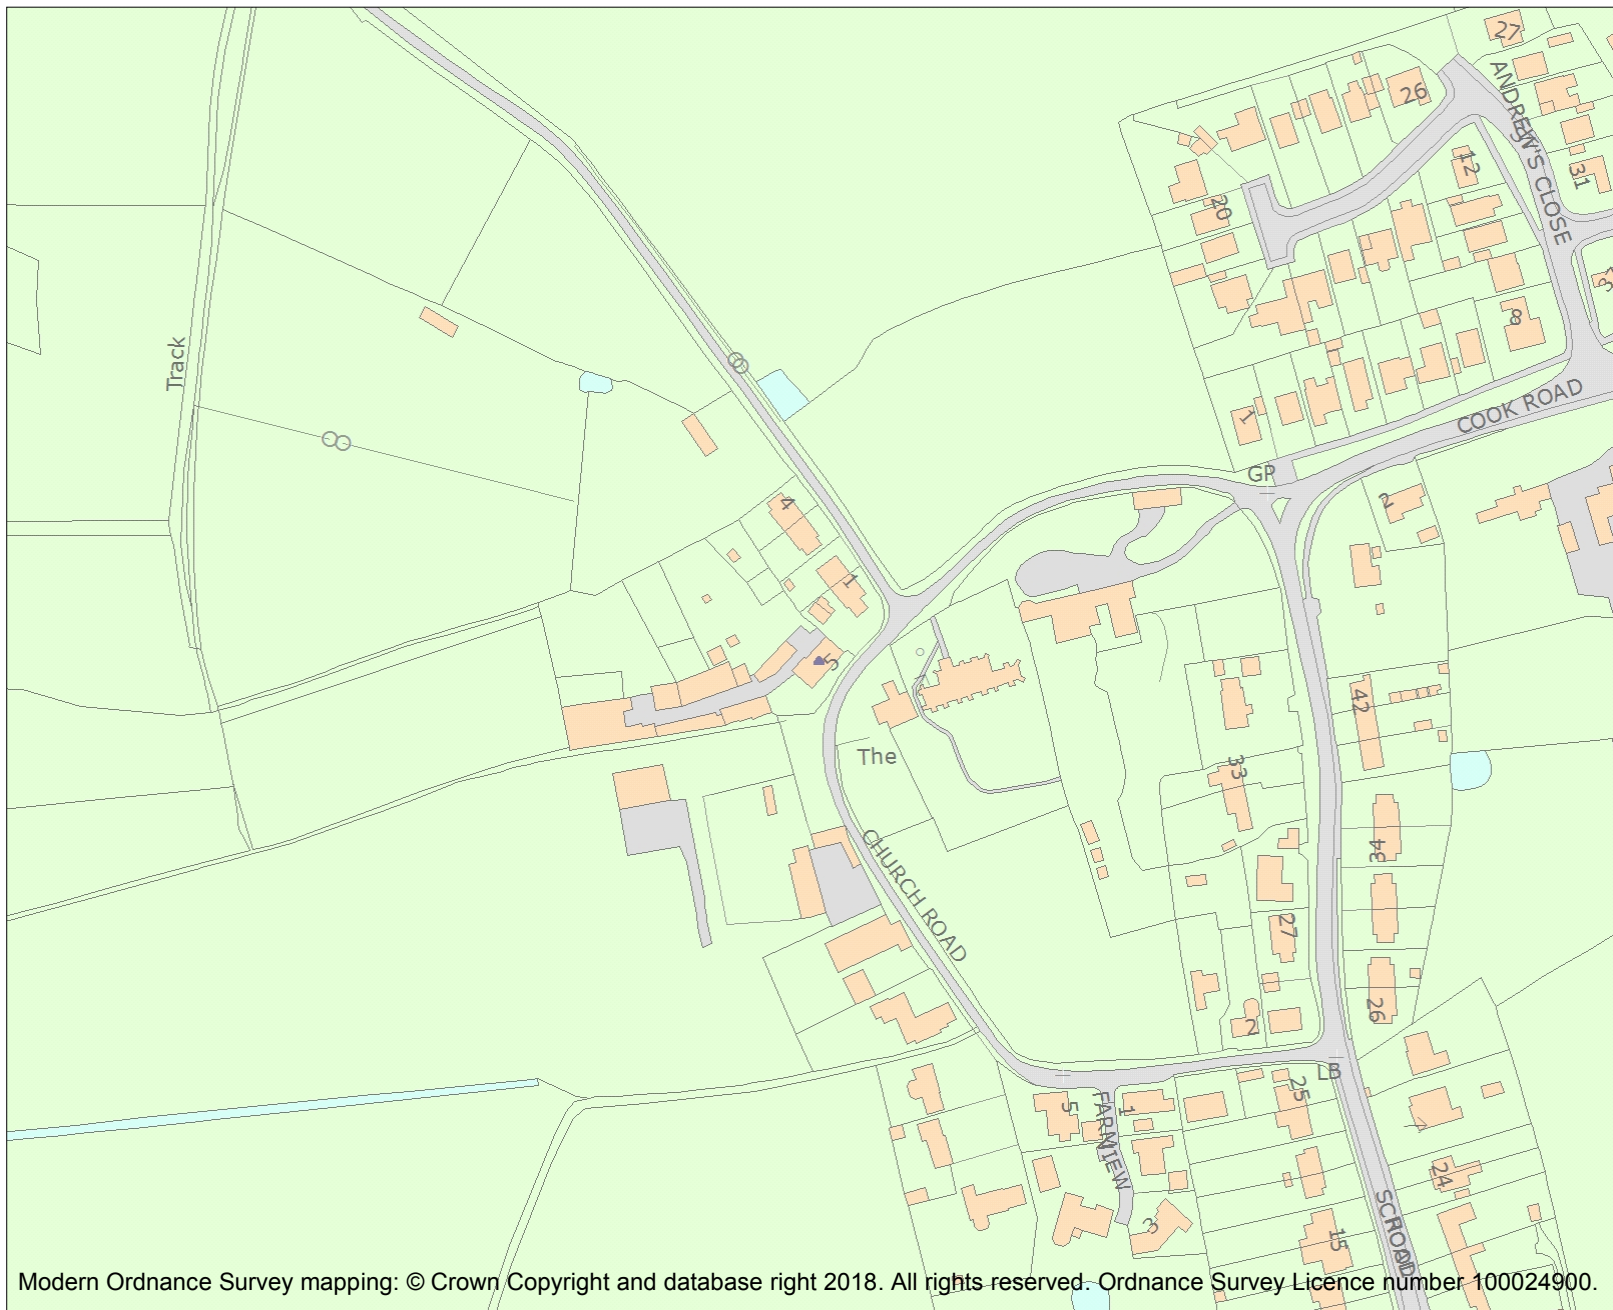 27
ANDREW'S CLOSE
26
12
31
20
Track
8
COOK ROAD
1
GP
2
4
1
5
42
The
33
CHURCH ROAD
34
27
26
2
LB
25
5
FARMVIEW
1
24
3
15
ROAD
Modern Ordnance Survey mapping: © Crown Copyright and database right 2018. All rights reserved. Ordnance Survey Licence number 100024900.